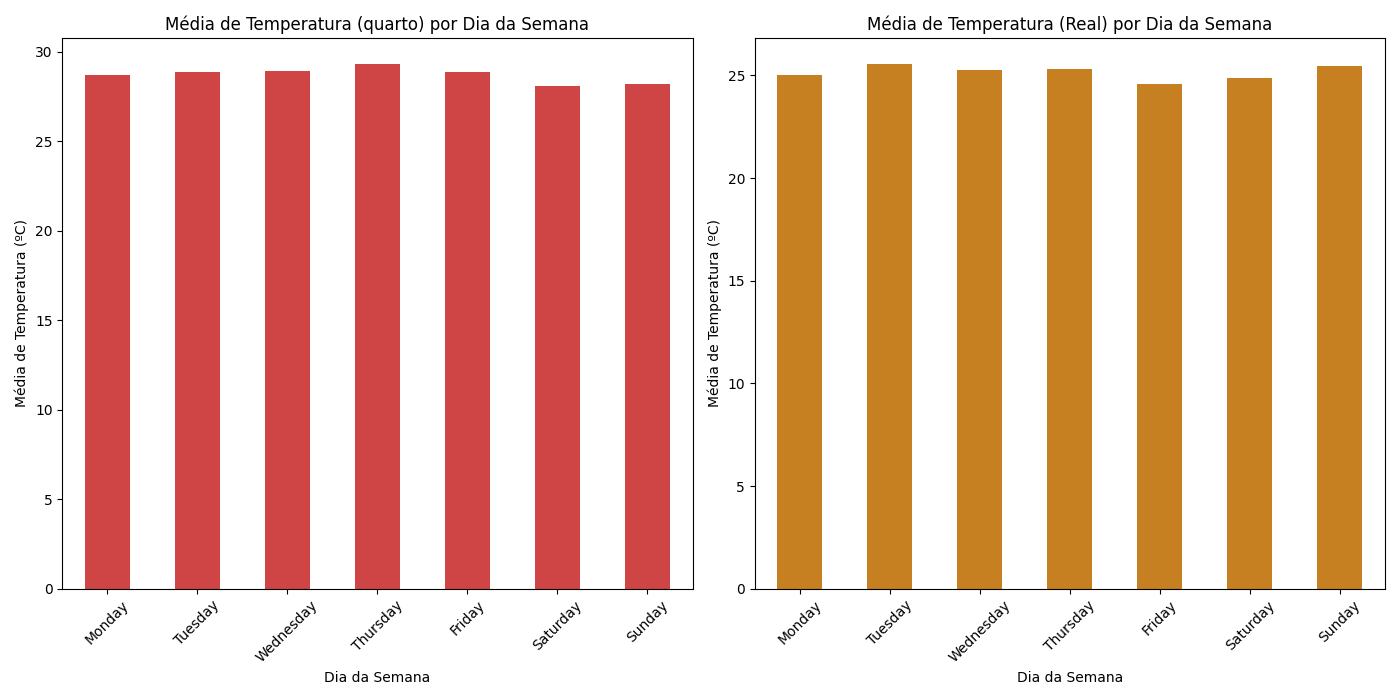 Média de Temperatura (quarto) por Dia da Semana
Média de Temperatura (ºC)
30
25
20
15
10
5
0
Monday
Tuesday
Wednesday
Thursday
Friday
Saturday
Sunday
Dia da Semana
Média de Temperatura (Real) por Dia da Semana
Média de Temperatura (ºC)
25
20
15
10
5
0
Monday
Tuesday
Wednesday
Thursday
Friday
Saturday
Sunday
Dia da Semana